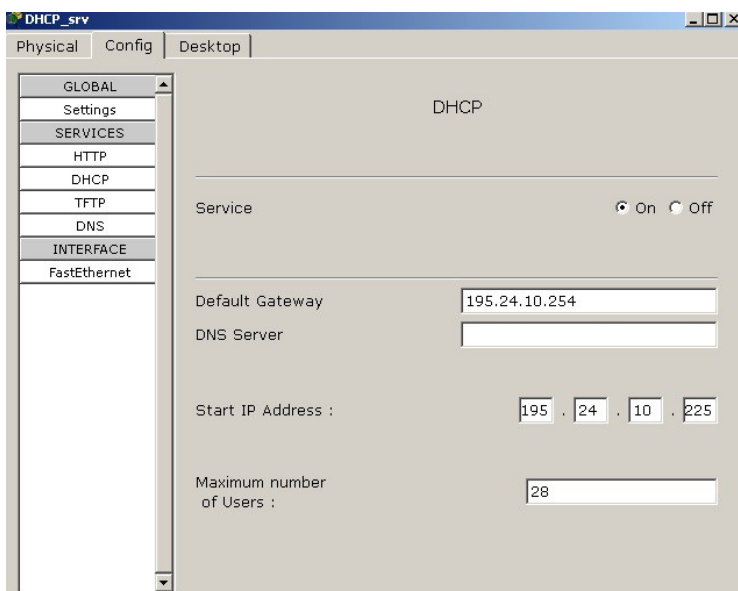 DHCP_srv
Physical Config Desktop
GLOBAL
Settings
SERVICES
HTTP
DHCP
TFTP
DNS
INTERFACE
FastEthernet
DHCP
Service On Off
Default Gateway 195.24.10.254
DNS Server
Start IP Address : 195 . 24 . 10 . 225
Maximum number
of Users : 28